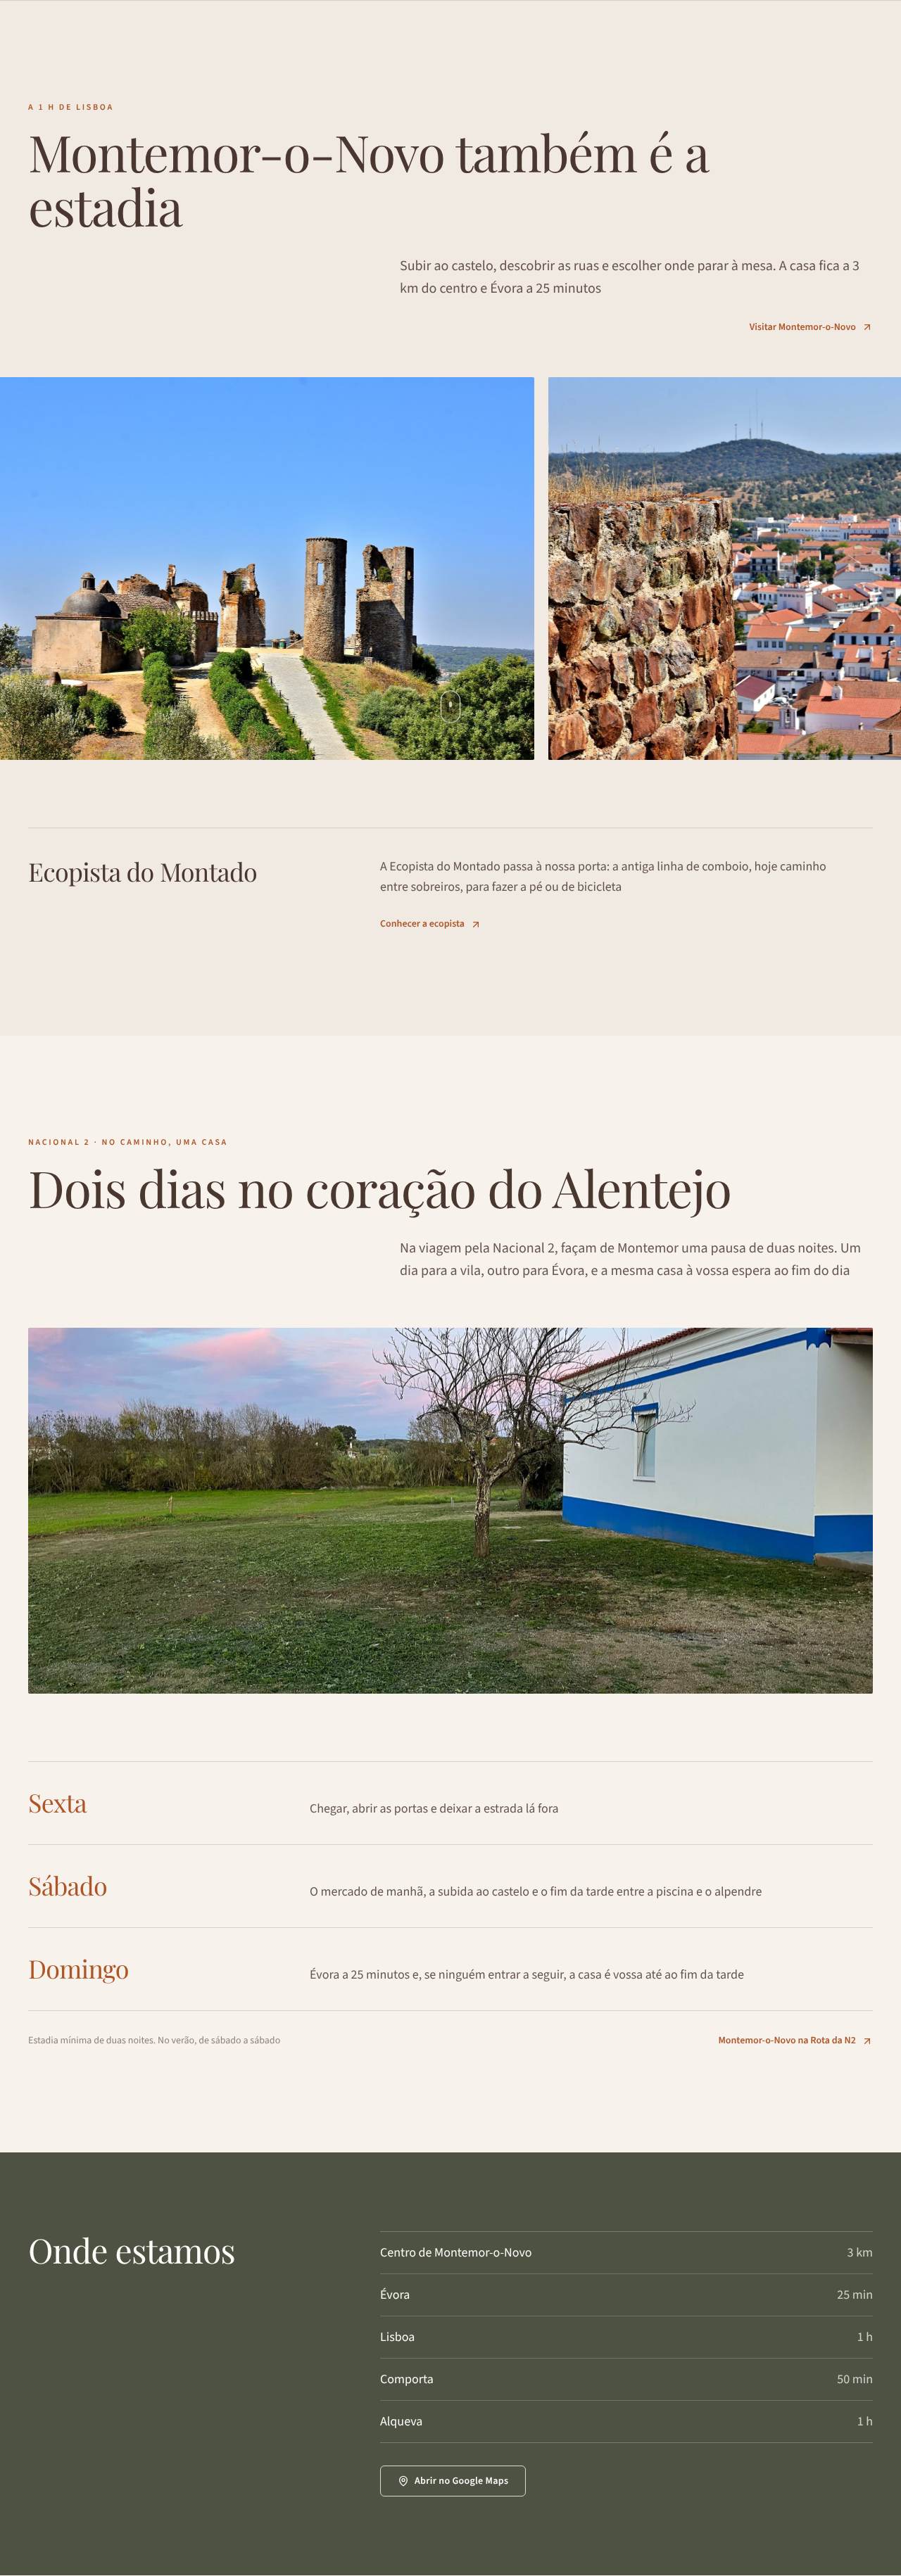 A 1 H DE LISBOA
Montemor-o-Novo também é a
estadia
Subir ao castelo, descobrir as ruas e escolher onde parar à mesa. A casa fica a 3
km do centro e Évora a 25 minutos
Visitar Montemor-o-Novo
Ecopista do Montado
A Ecopista do Montado passa à nossa porta: a antiga linha de comboio, hoje caminho
entre sobreiros, para fazer a pé ou de bicicleta
Conhecer a ecopista
NACIONAL 2 · NO CAMINHO, UMA CASA
Dois dias no coração do Alentejo
Na viagem pela Nacional 2, façam de Montemor uma pausa de duas noites. Um
dia para a vila, outro para Évora, e a mesma casa à vossa espera ao fim do dia
Sexta
Chegar, abrir as portas e deixar a estrada lá fora
Sábado
O mercado de manhã, a subida ao castelo e o fim da tarde entre a piscina e o alpendre
Domingo
Évora a 25 minutos e, se ninguém entrar a seguir, a casa é vossa até ao fim da tarde
Estadia mínima de duas noites. No verão, de sábado a sábado
Montemor-o-Novo na Rota da N2
Onde estamos
Centro de Montemor-o-Novo 3 km
Évora 25 min
Lisboa 1 h
Comporta 50 min
Alqueva 1 h
Abrir no Google Maps